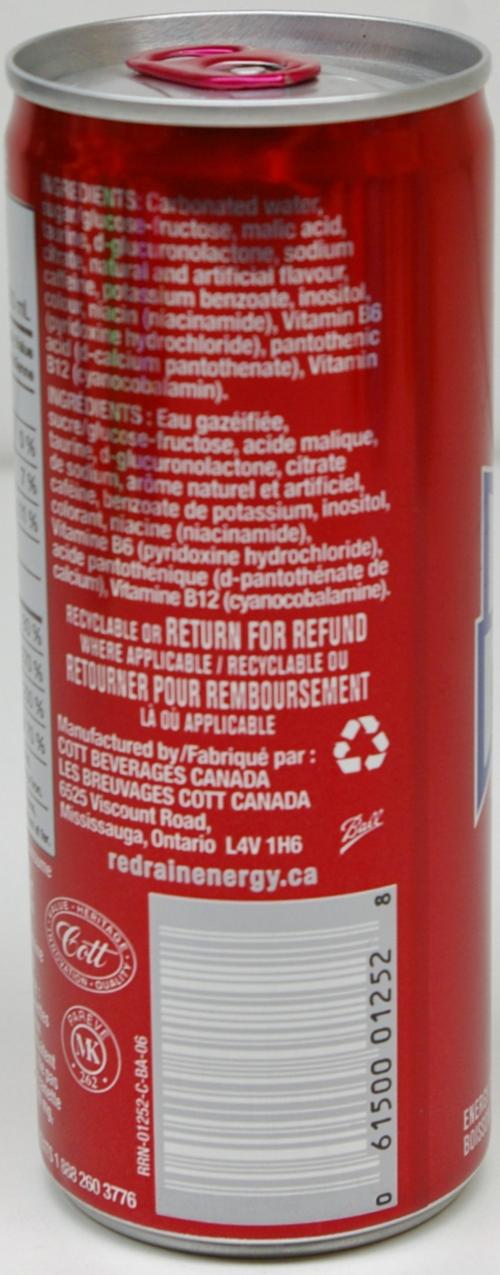 INGREDIENTS: Carbonated water,
sugar/glucose-fructose, malic acid,
taurine, d-glucuronolactone, sodium
citrate, natural and artificial flavour,
caffeine, potassium benzoate, inositol,
colour, niacin (niacinamide), Vitamin B6
(pyridoxine hydrochloride), pantothenic
acid (d-calcium pantothenate), Vitamin
B12 (cyanocobalamin).
INGRÉDIENTS : Eau gazéifiée,
sucre/glucose-fructose, acide malique,
taurine, d-glucuronolactone, citrate
de sodium, arôme naturel et artificiel,
caféine, benzoate de potassium, inositol,
colorant, niacine (niacinamide),
Vitamine B6 (pyridoxine hydrochloride),
acide pantothénique (d-pantothénate de
calcium), Vitamine B12 (cyanocobalamine).
RECYCLABLE OR RETURN FOR REFUND
WHERE APPLICABLE / RECYCLABLE OU
RETOURNER POUR REMBOURSEMENT
LÀ OÙ APPLICABLE
Manufactured by/Fabriqué par :
COTT BEVERAGES CANADA
LES BREUVAGES COTT CANADA
6525 Viscount Road,
Mississauga, Ontario L4V 1H6
Ball
redrainenergy.ca
VALUE · HERITAGE
Cott
INNOVATION · QUALITY
PAREVE
MK
262
RRN-01252-C-BA-06
0 61500 01252 8
1 888 260 3776